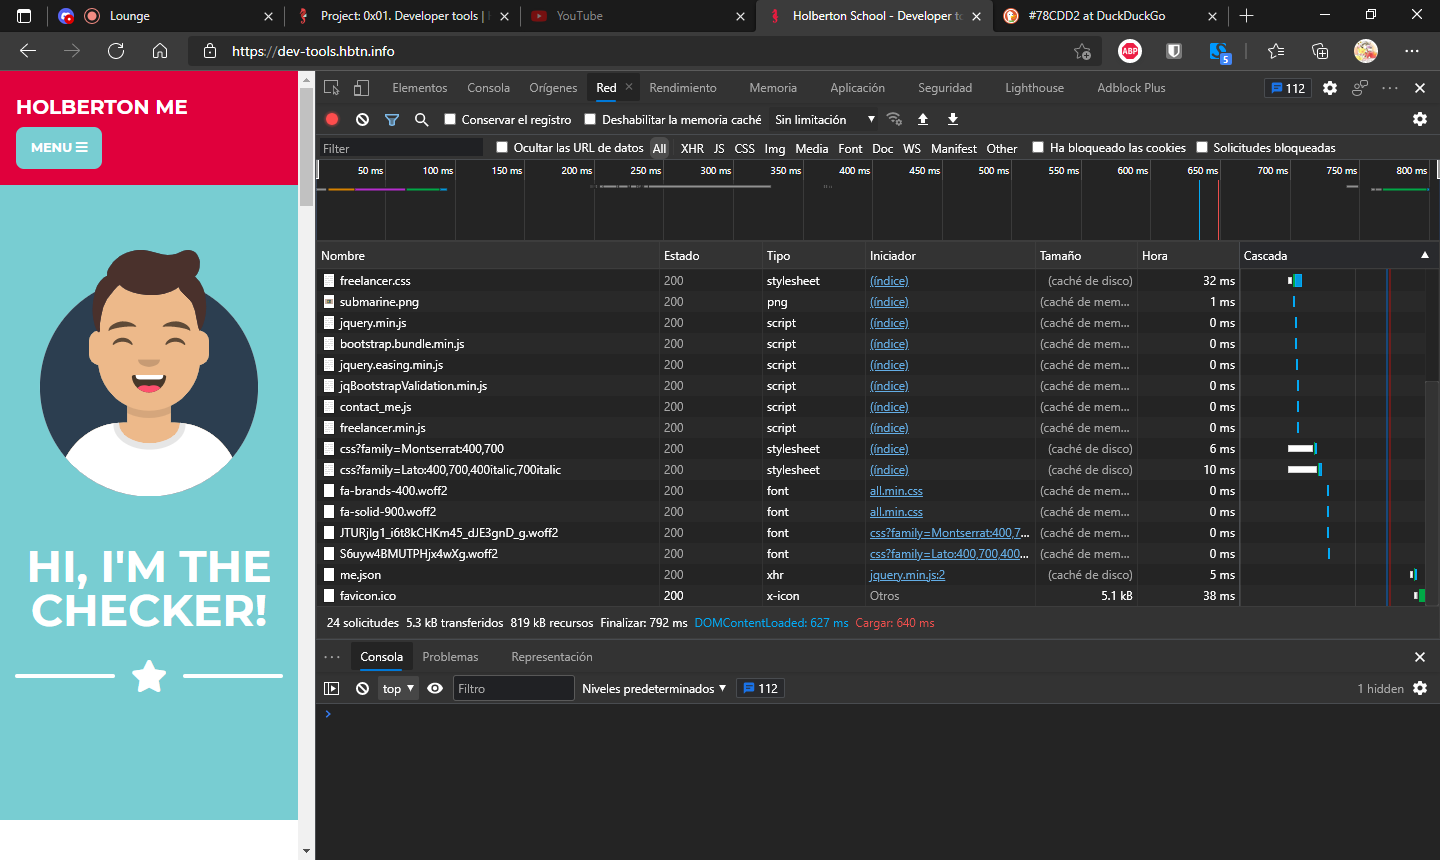 Lounge
Project: 0x01. Developer tools | H
YouTube
Holberton School - Developer to
#78CDD2 at DuckDuckGo
https://dev-tools.hbtn.info
ABP
5
HOLBERTON ME
MENU
HI, I'M THE
CHECKER!
Elementos Consola Orígenes Red Rendimiento Memoria Aplicación Seguridad Lighthouse Adblock Plus 112
Conservar el registro Deshabilitar la memoria caché Sin limitación
Filter Ocultar las URL de datos All XHR JS CSS Img Media Font Doc WS Manifest Other Ha bloqueado las cookies Solicitudes bloqueadas
50 ms 100 ms 150 ms 200 ms 250 ms 300 ms 350 ms 400 ms 450 ms 500 ms 550 ms 600 ms 650 ms 700 ms 750 ms 800 ms
Nombre Estado Tipo Iniciador Tamaño Hora Cascada
freelancer.css 200 stylesheet (índice) (caché de disco) 32 ms
submarine.png 200 png (índice) (caché de mem... 1 ms
jquery.min.js 200 script (índice) (caché de mem... 0 ms
bootstrap.bundle.min.js 200 script (índice) (caché de mem... 0 ms
jquery.easing.min.js 200 script (índice) (caché de mem... 0 ms
jqBootstrapValidation.min.js 200 script (índice) (caché de mem... 0 ms
contact_me.js 200 script (índice) (caché de mem... 0 ms
freelancer.min.js 200 script (índice) (caché de mem... 0 ms
css?family=Montserrat:400,700 200 stylesheet (índice) (caché de disco) 6 ms
css?family=Lato:400,700,400italic,700italic 200 stylesheet (índice) (caché de disco) 10 ms
fa-brands-400.woff2 200 font all.min.css (caché de mem... 0 ms
fa-solid-900.woff2 200 font all.min.css (caché de mem... 0 ms
JTURjIg1_i6t8kCHKm45_dJE3gnD_g.woff2 200 font css?family=Montserrat:400,7... (caché de mem... 0 ms
S6uyw4BMUTPHjx4wXg.woff2 200 font css?family=Lato:400,700,400... (caché de mem... 0 ms
me.json 200 xhr jquery.min.js:2 (caché de disco) 5 ms
favicon.ico 200 x-icon Otros 5.1 kB 38 ms
24 solicitudes 5.3 kB transferidos 819 kB recursos Finalizar: 792 ms DOMContentLoaded: 627 ms Cargar: 640 ms
Consola Problemas Representación
top Filtro Niveles predeterminados 112 1 hidden